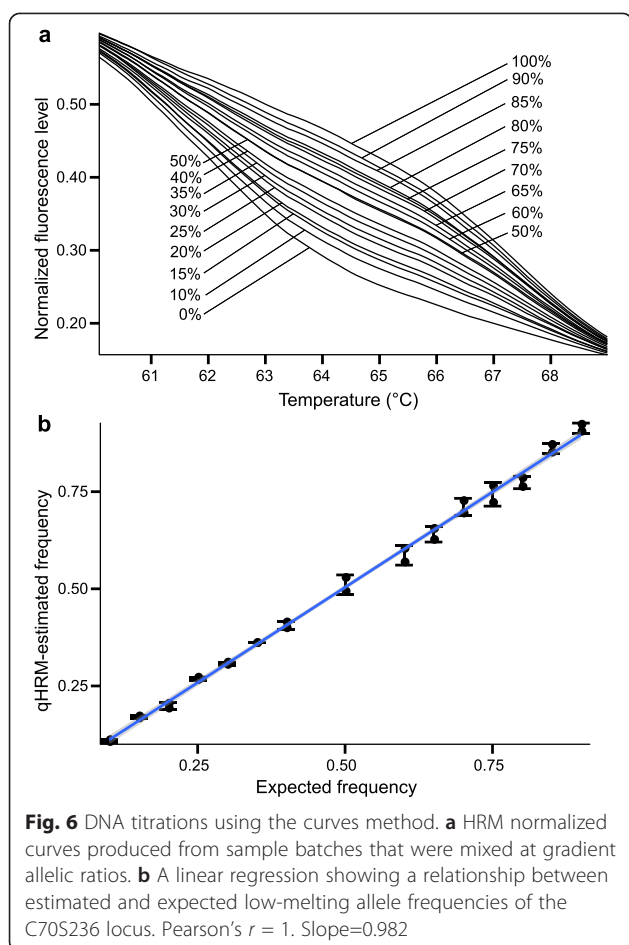 a
Normalized fluorescence level
0.50
0.40
0.30
0.20
100%
90%
85%
80%
75%
70%
65%
60%
50%
50%
40%
35%
30%
25%
20%
15%
10%
0%
61 62 63 64 65 66 67 68
Temperature (°C)
b
qHRM-estimated frequency
0.75
0.50
0.25
0.25 0.50 0.75
Expected frequency
Fig. 6 DNA titrations using the curves method. a HRM normalized
curves produced from sample batches that were mixed at gradient
allelic ratios. b A linear regression showing a relationship between
estimated and expected low-melting allele frequencies of the
C70S236 locus. Pearson's r = 1. Slope=0.982